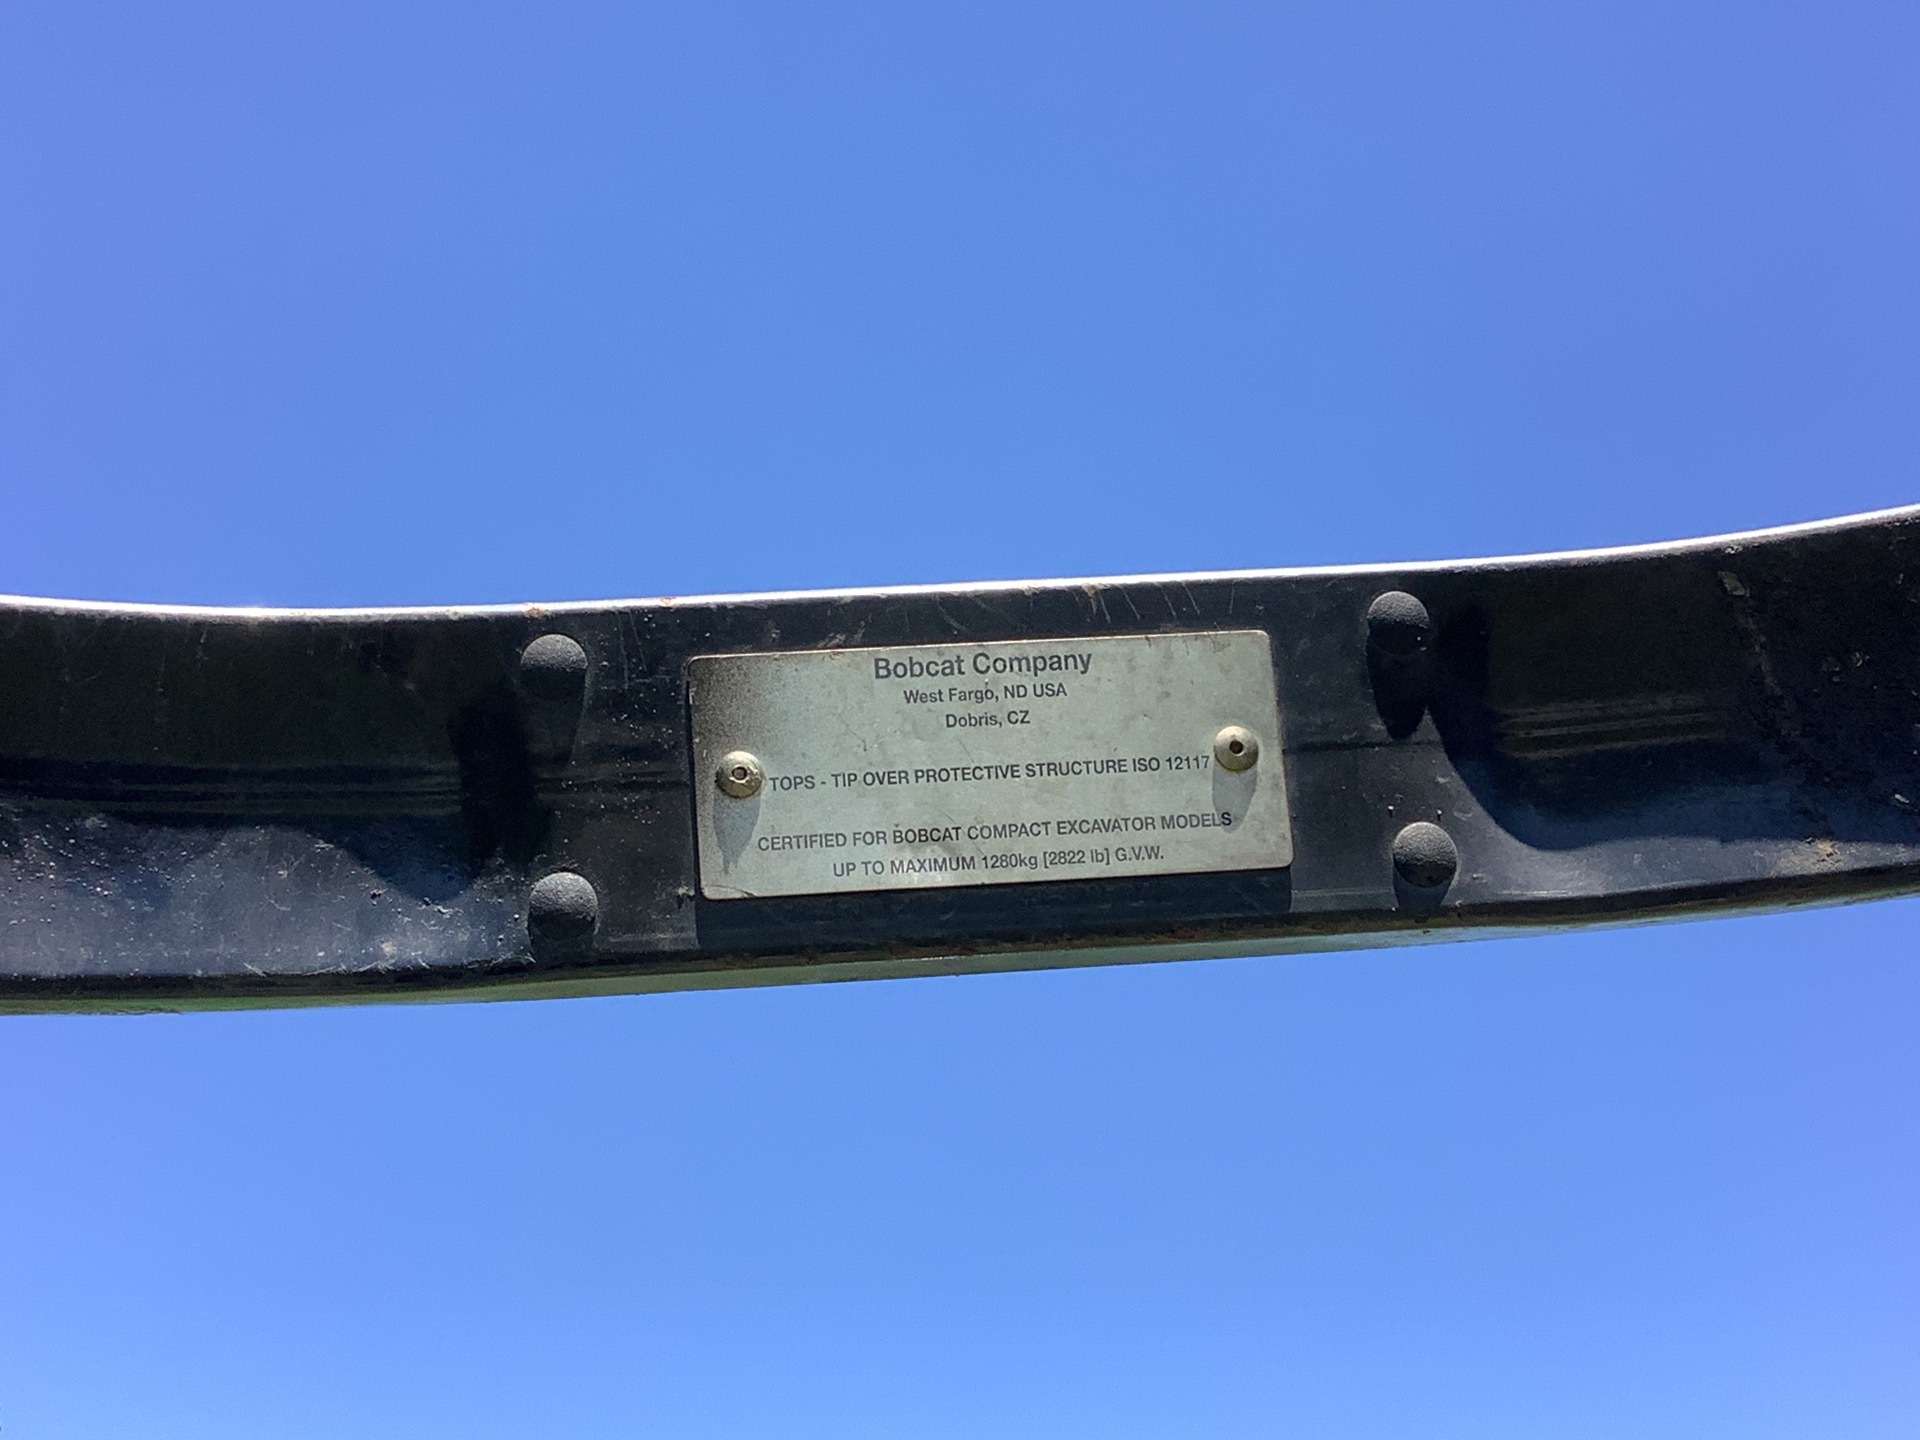 Bobcat Company
West Fargo, ND USA
Dobris, CZ
TOPS - TIP OVER PROTECTIVE STRUCTURE ISO 12117
CERTIFIED FOR BOBCAT COMPACT EXCAVATOR MODELS
UP TO MAXIMUM 1280kg [2822 lb] G.V.W.